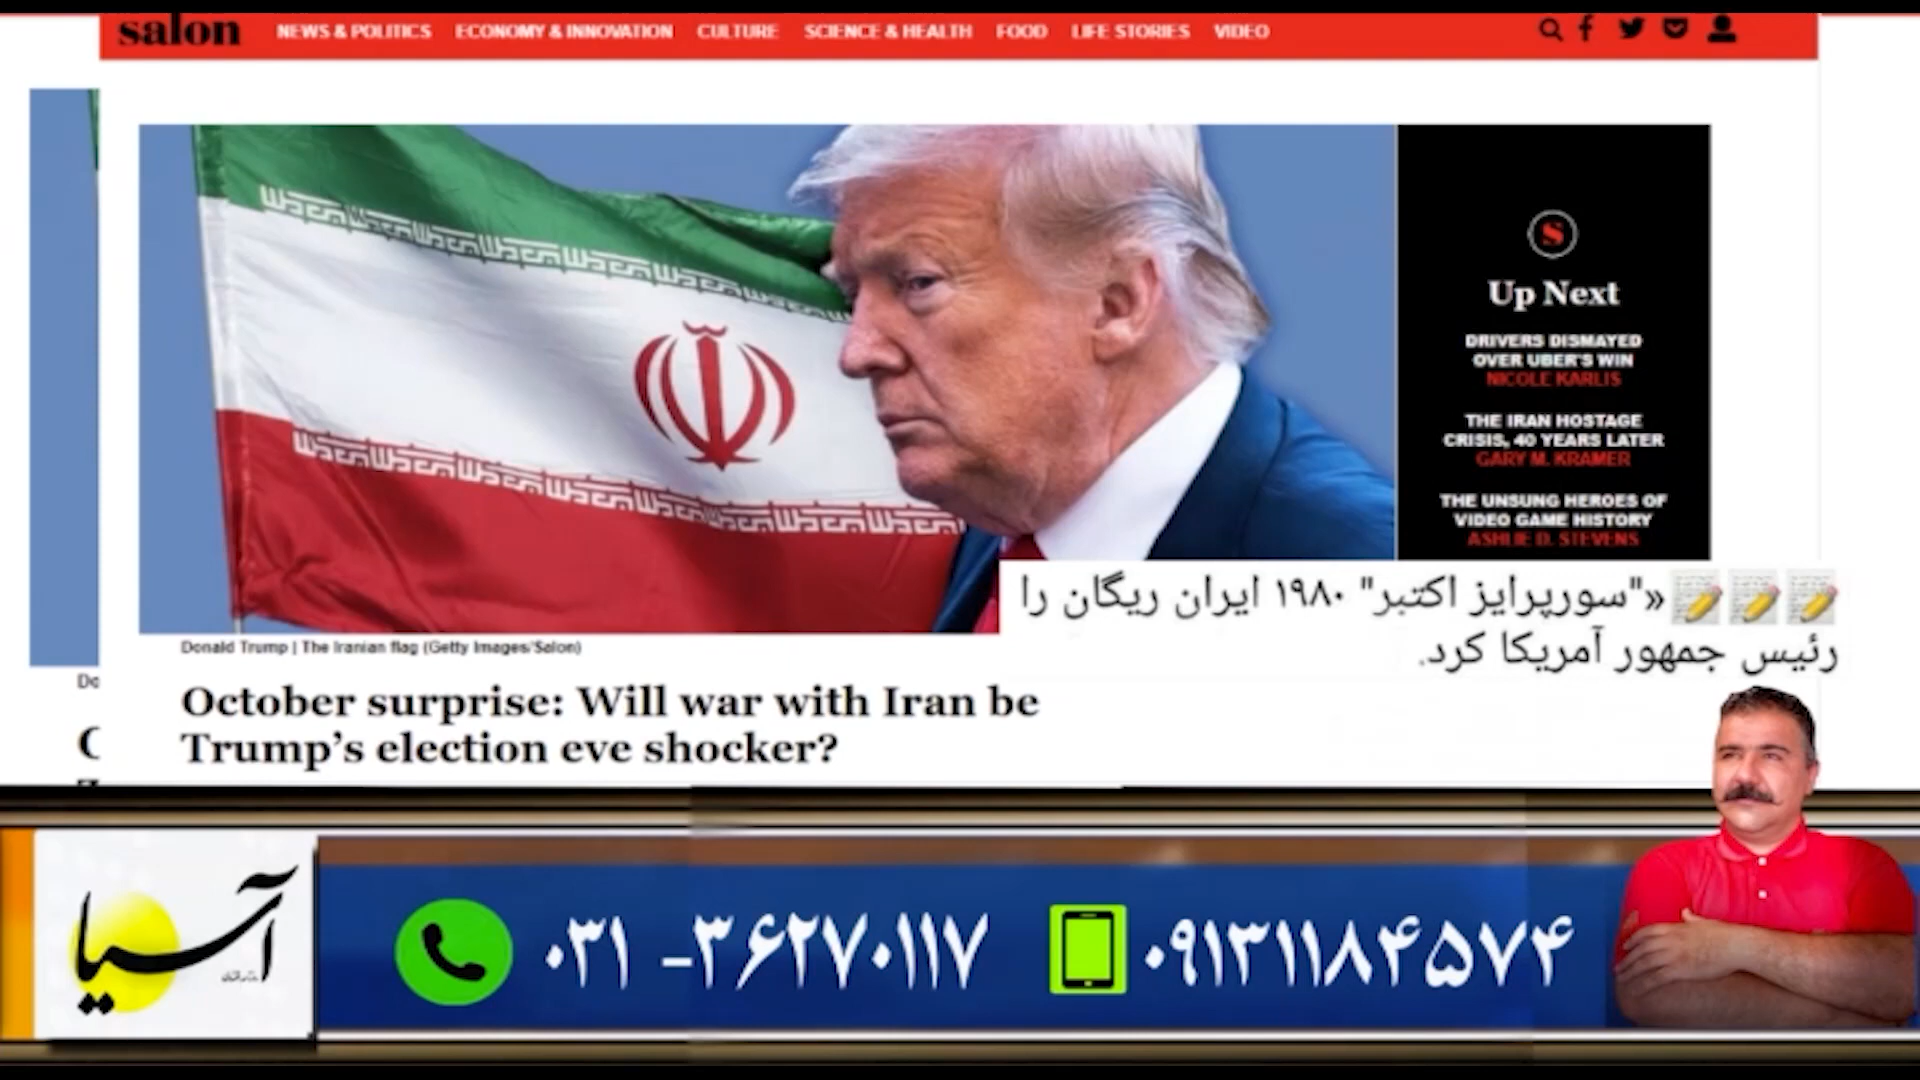 salon
NEWS & POLITICS ECONOMY & INNOVATION CULTURE SCIENCE & HEALTH FOOD LIFE STORIES VIDEO
S
Up Next
DRIVERS DISMAYED
OVER UBER'S WIN
NICOLE KARLIS
THE IRAN HOSTAGE
CRISIS, 40 YEARS LATER
GARY M. KRAMER
THE UNSUNG HEROES OF
VIDEO GAME HISTORY
ASHLIE D. STEVENS
«"سورپرایز اکتبر" ۱۹۸۰ ایران ریگان را
رئیس جمهور آمریکا کرد.
Donald Trump | The Iranian flag (Getty Images/Salon)
October surprise: Will war with Iran be
Trump's election eve shocker?
Do
آسیا
۰۳۱ -۳۶۲۷۰۱۱۷
۰۹۱۳۱۱۸۴۵۷۴